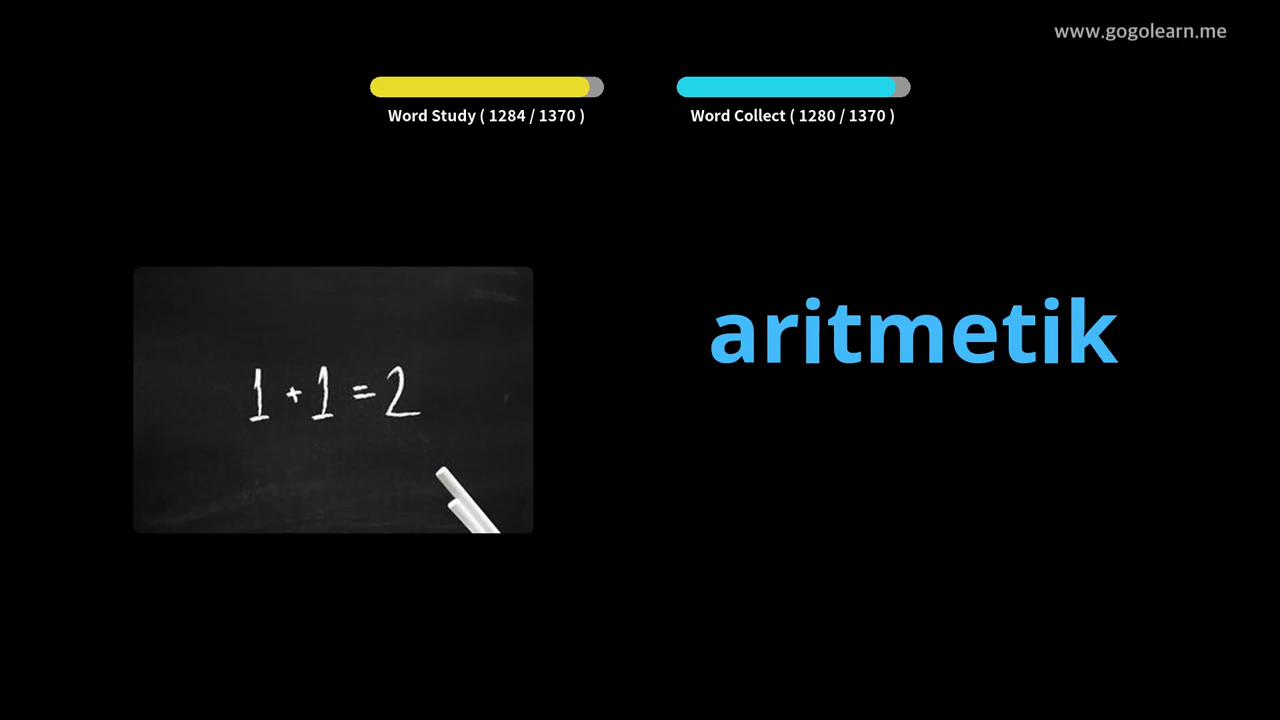 www.gogolearn.me
Word Study ( 1284 / 1370 )
Word Collect ( 1280 / 1370 )
aritmetik
1 + 1 = 2